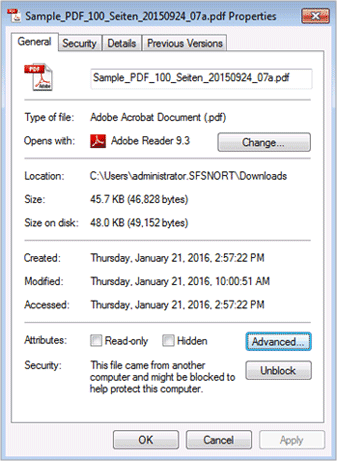 Sample_PDF_100_Seiten_20150924_07a.pdf Properties
General Security Details Previous Versions
PDF
Adobe
Sample_PDF_100_Seiten_20150924_07a.pdf
Type of file: Adobe Acrobat Document (.pdf)
Opens with: Adobe Reader 9.3 Change...
Location: C:\Users\administrator.SFSNORT\Downloads
Size: 45.7 KB (46,828 bytes)
Size on disk: 48.0 KB (49,152 bytes)
Created: Thursday, January 21, 2016, 2:57:22 PM
Modified: Thursday, January 21, 2016, 10:00:51 AM
Accessed: Thursday, January 21, 2016, 2:57:22 PM
Attributes: Read-only Hidden Advanced...
Security: This file came from another
computer and might be blocked to
help protect this computer.
Unblock
OK Cancel Apply